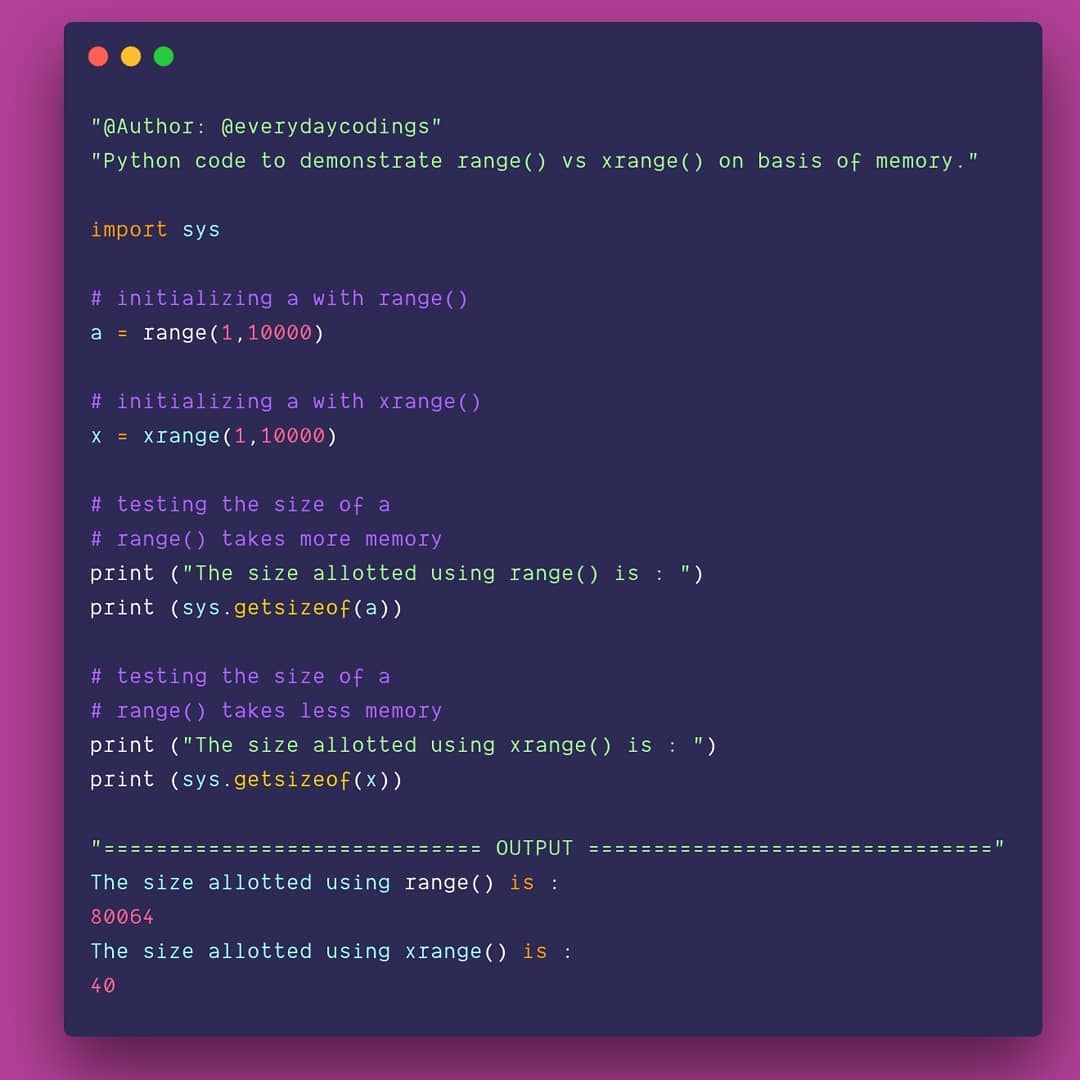 "@Author: @everydaycodings"
"Python code to demonstrate range() vs xrange() on basis of memory."
import sys
# initializing a with range()
a = range(1,10000)
# initializing a with xrange()
x = xrange(1,10000)
# testing the size of a
# range() takes more memory
print ("The size allotted using range() is : ")
print (sys.getsizeof(a))
# testing the size of a
# range() takes less memory
print ("The size allotted using xrange() is : ")
print (sys.getsizeof(x))
"============================= OUTPUT ==============================="
The size allotted using range() is :
80064
The size allotted using xrange() is :
40